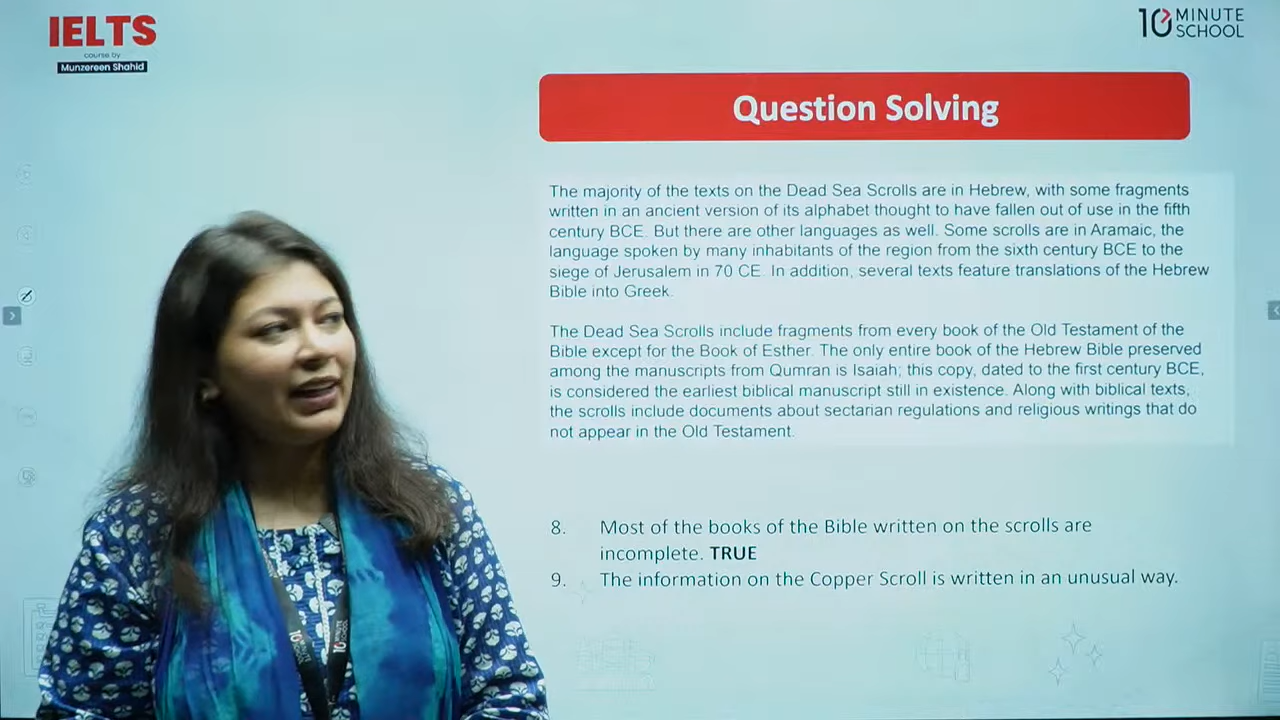 IELTS
course by
Munzereen Shahid
10 MINUTE SCHOOL
Question Solving
The majority of the texts on the Dead Sea Scrolls are in Hebrew, with some fragments
written in an ancient version of its alphabet thought to have fallen out of use in the fifth
century BCE. But there are other languages as well. Some scrolls are in Aramaic, the
language spoken by many inhabitants of the region from the sixth century BCE to the
siege of Jerusalem in 70 CE. In addition, several texts feature translations of the Hebrew
Bible into Greek.
The Dead Sea Scrolls include fragments from every book of the Old Testament of the
Bible except for the Book of Esther. The only entire book of the Hebrew Bible preserved
among the manuscripts from Qumran is Isaiah; this copy, dated to the first century BCE,
is considered the earliest biblical manuscript still in existence. Along with biblical texts,
the scrolls include documents about sectarian regulations and religious writings that do
not appear in the Old Testament.
8. Most of the books of the Bible written on the scrolls are
incomplete. TRUE
9. The information on the Copper Scroll is written in an unusual way.
10 MINUTE SCHOOL
10 MINUTE SCHOOL